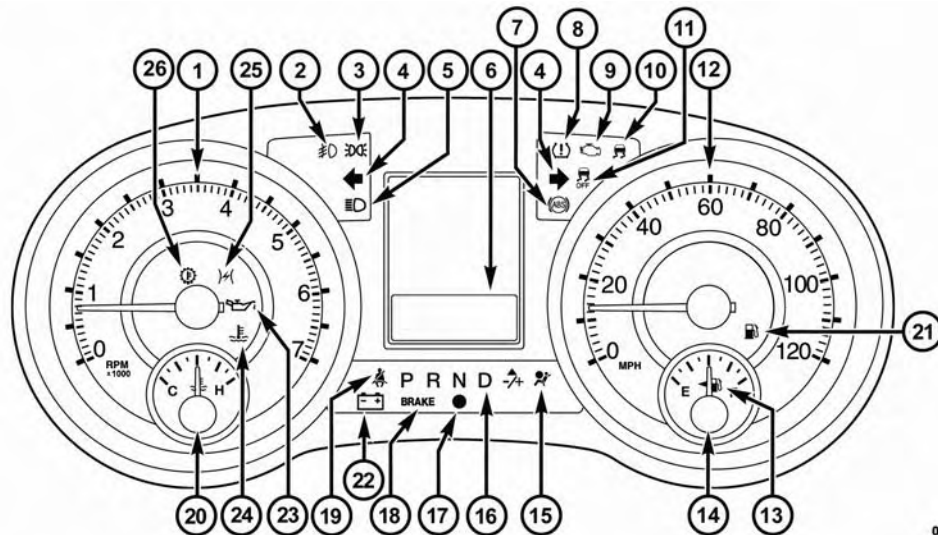 7 8 11
26 1 25 2 3 4 5 6 4 9 10 12
OFF
ABS
0 1 2 3 4 5 6 7
RPM
×1000
0 20 40 60 80 100 120
MPH
21
C H
E
P R N D
BRAKE
20 24 23 19 22 18 17 16 15 14 13